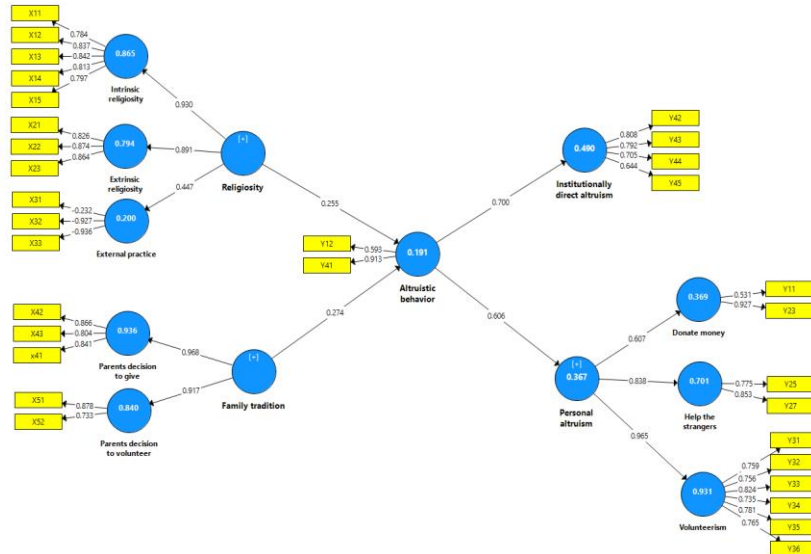 X11
X12
X13
X14
X15
0.784
0.837
0.842
0.813
0.797
0.865
Intrinsic
religiosity
X21
X22
X23
0.826
0.874
0.864
0.794
Extrinsic
religiosity
X31
X32
X33
-0.232
-0.927
-0.936
0.200
External practice
0.930
0.891
0.447
[+]
Religiosity
0.255
X42
X43
x41
0.866
0.804
0.841
0.936
Parents decision
to give
X51
X52
0.878
0.733
0.840
Parents decision
to volunteer
0.968
0.917
[+]
Family tradition
0.274
Y12
Y41
0.593
0.913
0.191
Altruistic
behavior
0.700
0.606
0.490
Institutionally
direct altruism
0.808
0.792
0.705
0.644
Y42
Y43
Y44
Y45
[+]
0.367
Personal
altruism
0.607
0.838
0.965
0.369
Donate money
0.531
0.927
Y11
Y23
0.701
Help the
strangers
0.775
0.853
Y25
Y27
0.931
Volunteerism
0.759
0.756
0.824
0.735
0.781
0.765
Y31
Y32
Y33
Y34
Y35
Y36